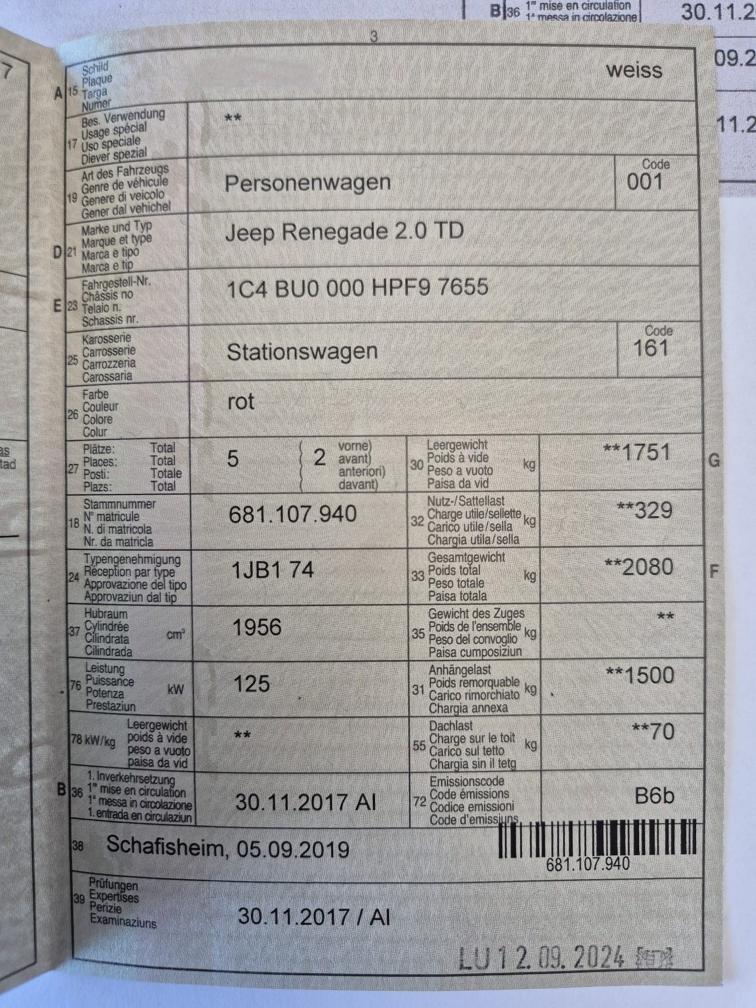 B 36 1re mise en circulation 30.11.2
1a messa in circolazione
3
7
09.2
11.2
A 15 Schild weiss
Plaque
Targa
Numer
17 Bes. Verwendung **
Usage spécial
Uso speciale
Diever spezial
19 Art des Fahrzeugs Personenwagen Code 001
Genre de véhicule
Genere di veicolo
Gener dal vehichel
D 21 Marke und Typ Jeep Renegade 2.0 TD
Marque et type
Marca e tipo
Marca e tip
E 23 Fahrgestell-Nr. 1C4 BU0 000 HPF9 7655
Châssis no
Telaio n.
Schassis nr.
25 Karosserie Stationswagen Code 161
Carrosserie
Carrozzeria
Carossaria
26 Farbe rot
Couleur
Colore
Colur
27 Plätze: Total 5 ( 2 vorne)
Places: Total avant)
Posti: Totale anteriori)
Plazs: Total davant)
30 Leergewicht kg **1751 G
Poids à vide
Peso a vuoto
Paisa da vid
18 Stammnummer 681.107.940
N° matricule
N. di matricola
Nr. da matricla
32 Nutz-/Sattellast kg **329
Charge utile/sellette
Carico utile/sella
Chargia utila/sella
24 Typengenehmigung 1JB1 74
Réception par type
Approvazione del tipo
Approvaziun dal tip
33 Gesamtgewicht kg **2080 F
Poids total
Peso totale
Paisa totala
37 Hubraum cm³ 1956
Cylindrée
Cilindrata
Cilindrada
35 Gewicht des Zuges kg **
Poids de l'ensemble
Peso del convoglio
Paisa cumposiziun
76 Leistung kW 125
Puissance
Potenza
Prestaziun
31 Anhängelast kg **1500
Poids remorquable
Carico rimorchiato
Chargia annexa
78 kW/kg Leergewicht **
poids à vide
peso a vuoto
paisa da vid
55 Dachlast kg **70
Charge sur le toit
Carico sul tetto
Chargia sin il tetg
B 36 1. Inverkehrsetzung 30.11.2017 AI
1re mise en circulation
1a messa in circolazione
1. entrada en circulaziun
72 Emissionscode B6b
Code émissions
Codice emissioni
Code d'emissiuns
38 Schafisheim, 05.09.2019
681.107.940
39 Prüfungen 30.11.2017 / AI
Expertises
Perizie
Examinaziuns
LU 12.09.2024